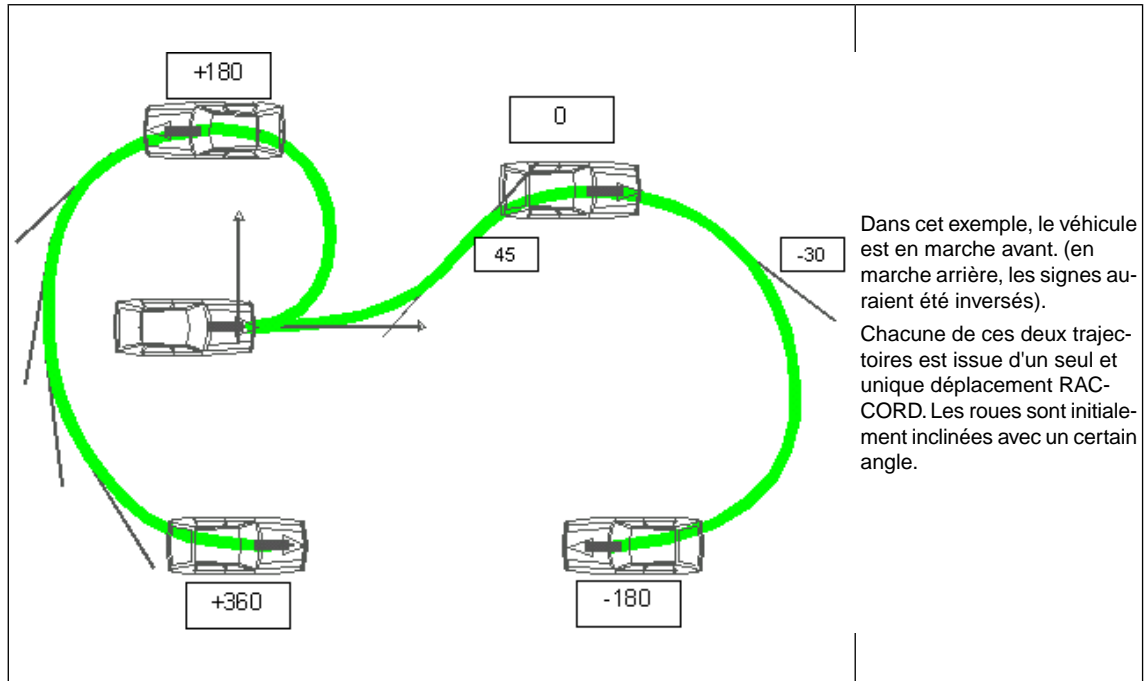 +180
0
45
-30
+360
-180
Dans cet exemple, le véhicule
est en marche avant. (en
marche arrière, les signes au-
raient été inversés).
Chacune de ces deux trajec-
toires est issue d'un seul et
unique déplacement RAC-
CORD. Les roues sont initiale-
ment inclinées avec un certain
angle.